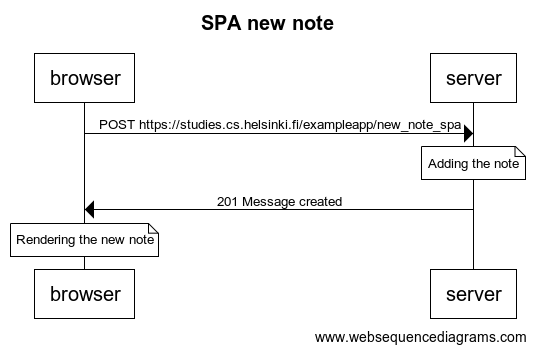 SPA new note
browser
server
POST https://studies.cs.helsinki.fi/exampleapp/new_note_spa
Adding the note
201 Message created
Rendering the new note
browser
server
www.websequencediagrams.com